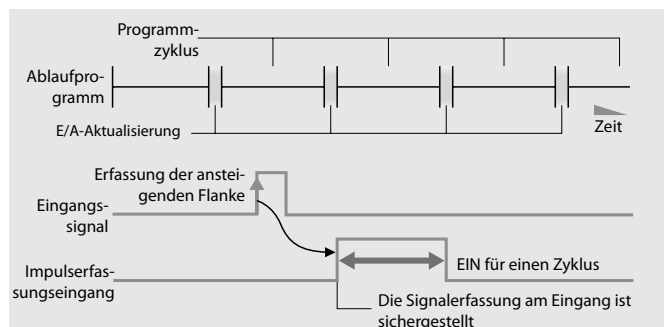 Programm-
zyklus
Ablaufpro-
gramm
E/A-Aktualisierung
Zeit
Erfassung der anstei-
genden Flanke
Eingangs-
signal
Impulserfas-
sungseingang
EIN für einen Zyklus
Die Signalerfassung am Eingang ist
sichergestellt